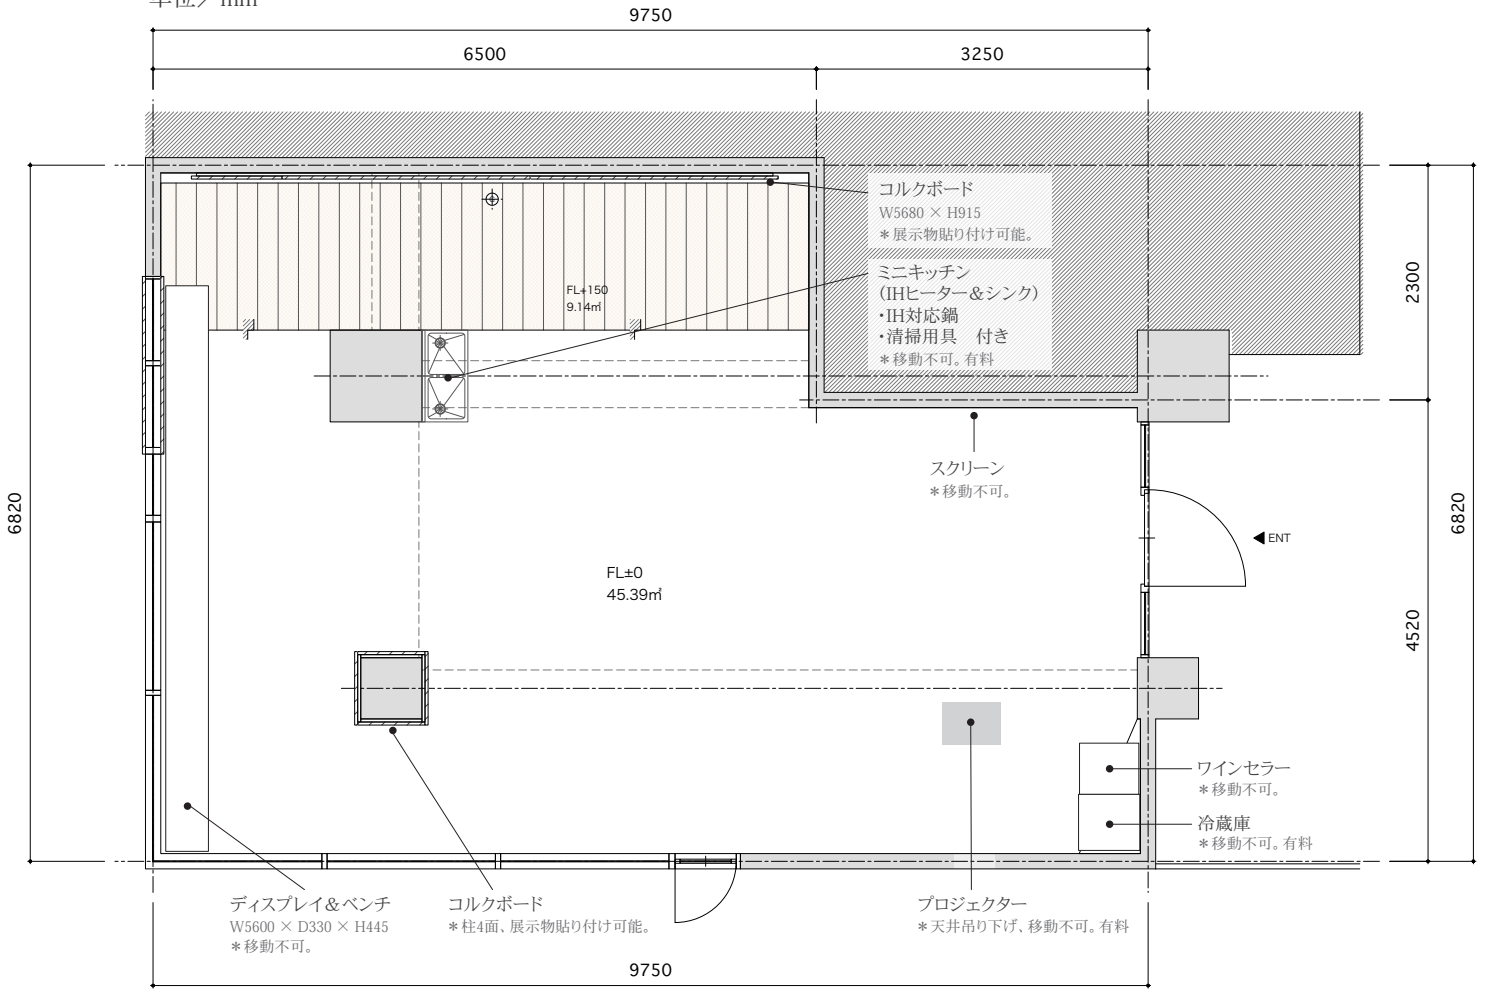 単位／mm
9750
6500
3250
コルクボード
W5680 × H915
＊展示物貼り付け可能。
ミニキッチン
（IHヒーター＆シンク）
・IH対応鍋
・清掃用具　付き
＊移動不可。有料
FL+150
9.14㎡
2300
スクリーン
＊移動不可。
6820
6820
ENT
FL±0
45.39㎡
4520
ワインセラー
＊移動不可。
冷蔵庫
＊移動不可。有料
ディスプレイ＆ベンチ
W5600 × D330 × H445
＊移動不可。
コルクボード
＊柱4面、展示物貼り付け可能。
プロジェクター
＊天井吊り下げ、移動不可。有料
9750